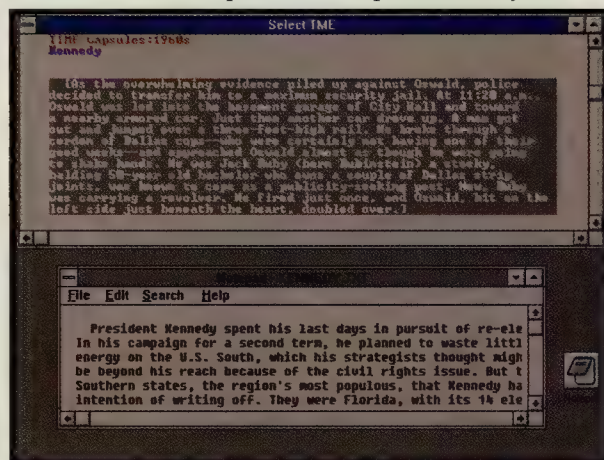 Select TME
TIME Capsules:1960s
Kennedy
(As the overwhelming evidence piled up against Oswald, police
decided to transfer him to a maximum security jail. At 11:20 a.m.,
Oswald was led into the basement garage of City Hall and toward
a nearby armored car. Just then another car drove up. A man got
out and jumped over a three-foot-high rail. He broke through a
cordon of Dallas cops
to shake hands. He was Jack Ruby (born Rubinstein) a stocky,
balding 50-year old bachelor who owns a couple of Dallas strip
joints, was known to cops as a publicity-seeking pest. Now, Ruby
was carrying a revolver. He fired just once, and Oswald, hit on the
left side just beneath the heart, doubled over.]
File Edit Search Help
President Kennedy spent his last days in pursuit of re-ele
In his campaign for a second term, he planned to waste littl
energy on the U.S. South, which his strategists thought migh
be beyond his reach because of the civil rights issue. But t
Southern states, the region's most populous, that Kennedy ha
intention of writing off. They were Florida, with its 14 ele